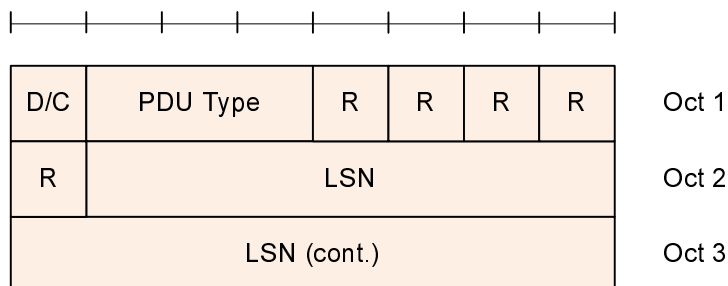 D/C PDU Type R R R R Oct 1
R LSN Oct 2
LSN (cont.) Oct 3